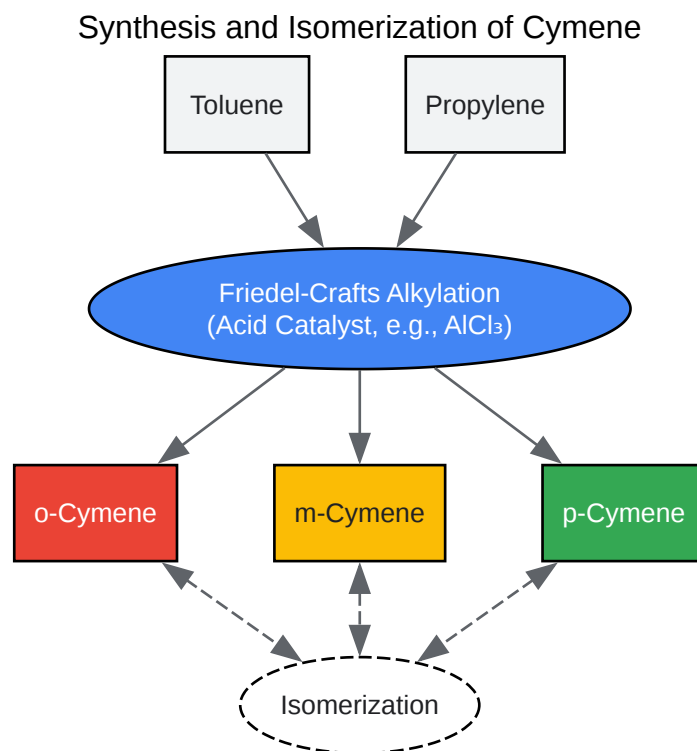 Synthesis and Isomerization of Cymene
Toluene
Propylene
Friedel-Crafts Alkylation
(Acid Catalyst, e.g., AlCl₃)
o-Cymene
m-Cymene
p-Cymene
Isomerization